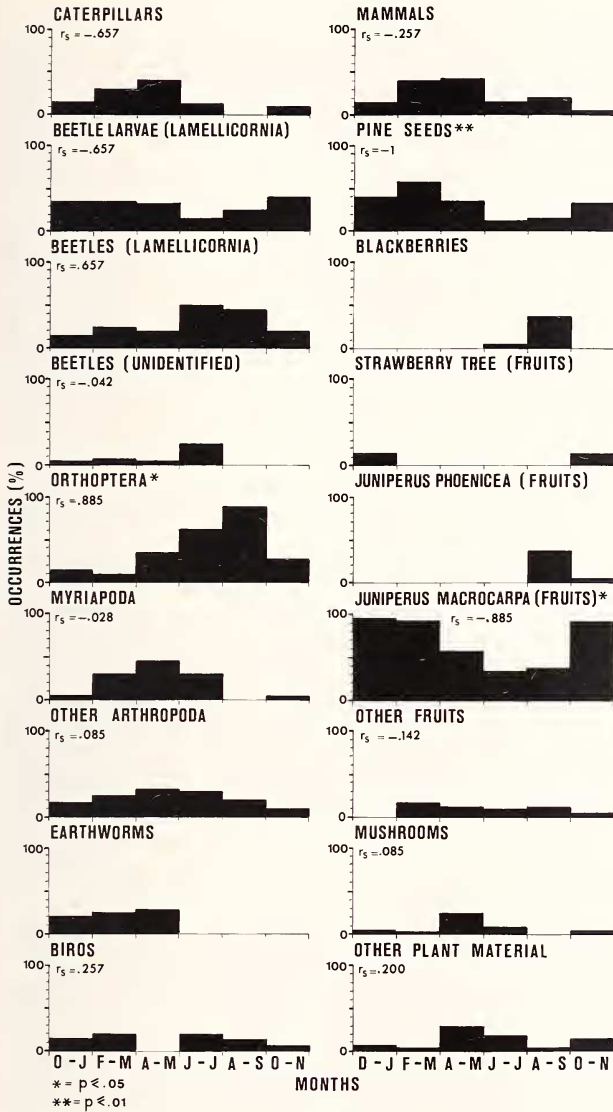 CATERPILLARS
rs = -.657
100
0
BEETLE LARVAE (LAMELLICORNIA)
rs = -.657
100
0
BEETLES (LAMELLICORNIA)
rs = .657
100
0
BEETLES (UNIDENTIFIED)
rs = -.042
100
0
ORTHOPTERA*
rs = .885
100
0
MYRIAPODA
rs = -.028
100
0
OTHER ARTHROPODA
rs = .085
100
0
EARTHWORMS
100
0
BIROS
rs = .257
100
0
D - J F - M A - M J - J A - S O - N
OCCURRENCES (%)
MAMMALS
rs = -.257
100
0
PINE SEEDS**
rs = -1
100
0
BLACKBERRIES
100
0
STRAWBERRY TREE (FRUITS)
100
0
JUNIPERUS PHOENICEA (FRUITS)
100
0
JUNIPERUS MACROCARPA (FRUITS)*
rs = -.885
100
0
OTHER FRUITS
rs = -.142
100
0
MUSHROOMS
rs = .085
100
0
OTHER PLANT MATERIAL
rs = .200
100
0
D - J F - M A - M J - J A - S O - N
MONTHS
* = p ≤ .05
** = p ≤ .01